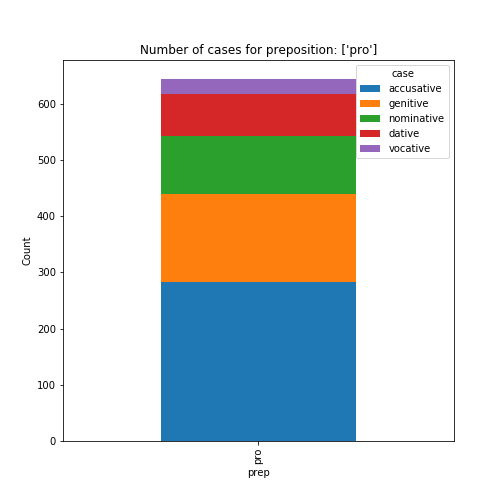 Number of cases for preposition: ['pro']
case
accusative
genitive
nominative
dative
vocative
600
500
400
300
200
100
0
Count
pro
prep